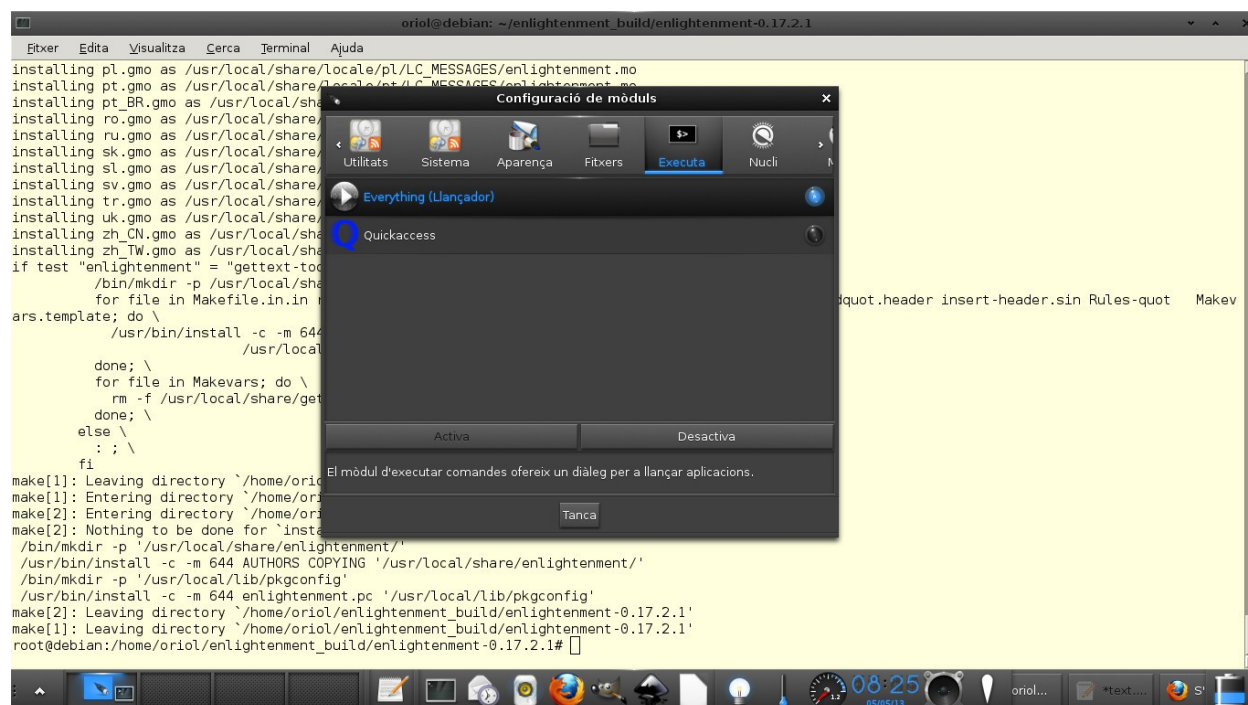 oriol@debian: ~/enlightenment_build/enlightenment-0.17.2.1
Fitxer Edita Visualitza Cerca Terminal Ajuda
installing pl.gmo as /usr/local/share/locale/pl/LC_MESSAGES/enlightenment.mo
installing pt.gmo as /usr/local/share/locale/pt/LC_MESSAGES/enlightenment.mo
installing pt_BR.gmo as /usr/local/sha
installing ro.gmo as /usr/local/share/
installing ru.gmo as /usr/local/share/
installing sk.gmo as /usr/local/share/
installing sl.gmo as /usr/local/share/
installing sv.gmo as /usr/local/share/
installing tr.gmo as /usr/local/share/
installing uk.gmo as /usr/local/share/
installing zh_CN.gmo as /usr/local/sha
installing zh_TW.gmo as /usr/local/sha
if test "enlightenment" = "gettext-too
/bin/mkdir -p /usr/local/sha
for file in Makefile.in.in r
dquot.header insert-header.sin Rules-quot Makev
ars.template; do \
/usr/bin/install -c -m 644
/usr/local
done; \
for file in Makevars; do \
rm -f /usr/local/share/get
done; \
else \
: ; \
fi
make[1]: Leaving directory `/home/orio
make[1]: Entering directory `/home/ori
make[2]: Entering directory `/home/ori
make[2]: Nothing to be done for `insta
/bin/mkdir -p '/usr/local/share/enlightenment/'
/usr/bin/install -c -m 644 AUTHORS COPYING '/usr/local/share/enlightenment/'
/bin/mkdir -p '/usr/local/lib/pkgconfig'
/usr/bin/install -c -m 644 enlightenment.pc '/usr/local/lib/pkgconfig'
make[2]: Leaving directory `/home/oriol/enlightenment_build/enlightenment-0.17.2.1'
make[1]: Leaving directory `/home/oriol/enlightenment_build/enlightenment-0.17.2.1'
root@debian:/home/oriol/enlightenment_build/enlightenment-0.17.2.1#
Configuració de mòduls
Utilitats Sistema Aparença Fitxers Executa Nucli
$>
Everything (Llançador)
Q Quickaccess
Activa Desactiva
El mòdul d'executar comandes ofereix un diàleg per a llançar aplicacions.
Tanca
1.2 08:25 oriol... *text.... S
05/05/13